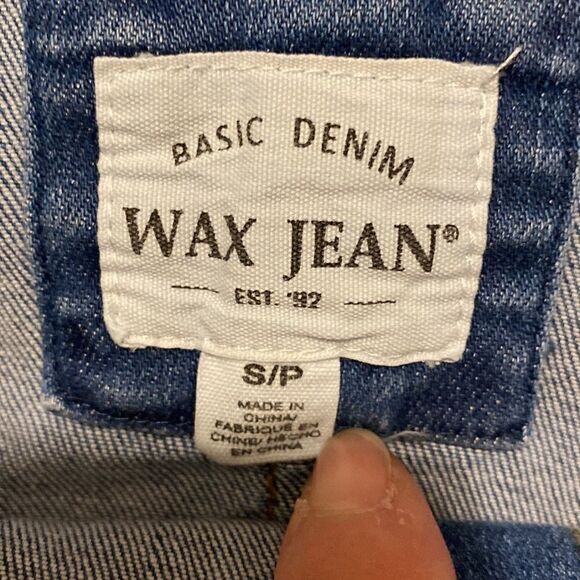 BASIC DENIM
WAX JEAN®
EST. '92
S/P
MADE IN
CHINA/
FABRIQUE EN
CHINE/ HECHO
EN CHINA